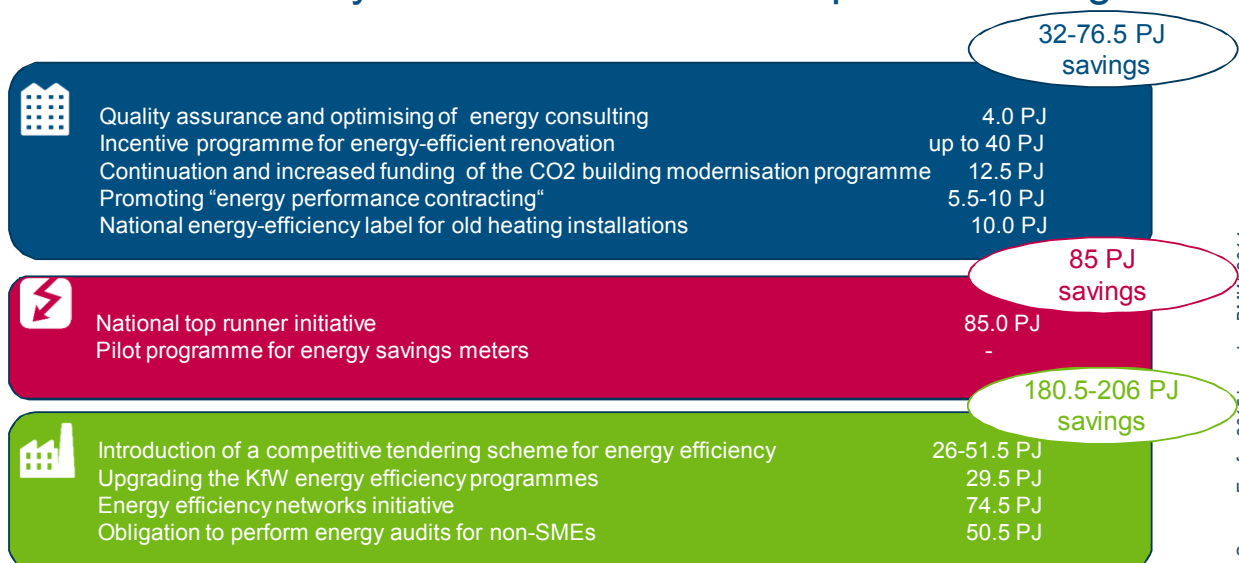 32-76.5 PJ
savings
Quality assurance and optimising of energy consulting 4.0 PJ
Incentive programme for energy-efficient renovation up to 40 PJ
Continuation and increased funding of the CO2 building modernisation programme 12.5 PJ
Promoting “energy performance contracting“ 5.5-10 PJ
National energy-efficiency label for old heating installations 10.0 PJ
85 PJ
savings
National top runner initiative 85.0 PJ
Pilot programme for energy savings meters -
180.5-206 PJ
savings
Introduction of a competitive tendering scheme for energy efficiency 26-51.5 PJ
Upgrading the KfW energy efficiency programmes 29.5 PJ
Energy efficiency networks initiative 74.5 PJ
Obligation to perform energy audits for non-SMEs 50.5 PJ